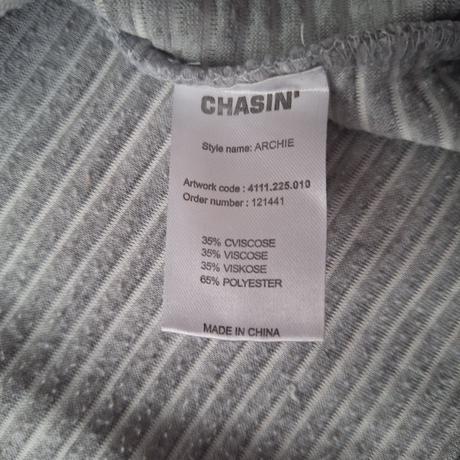 CHASIN'
Style name: ARCHIE
Artwork code : 4111.225.010
Order number : 121441
35% CVISCOSE
35% VISCOSE
35% VISKOSE
65% POLYESTER
MADE IN CHINA